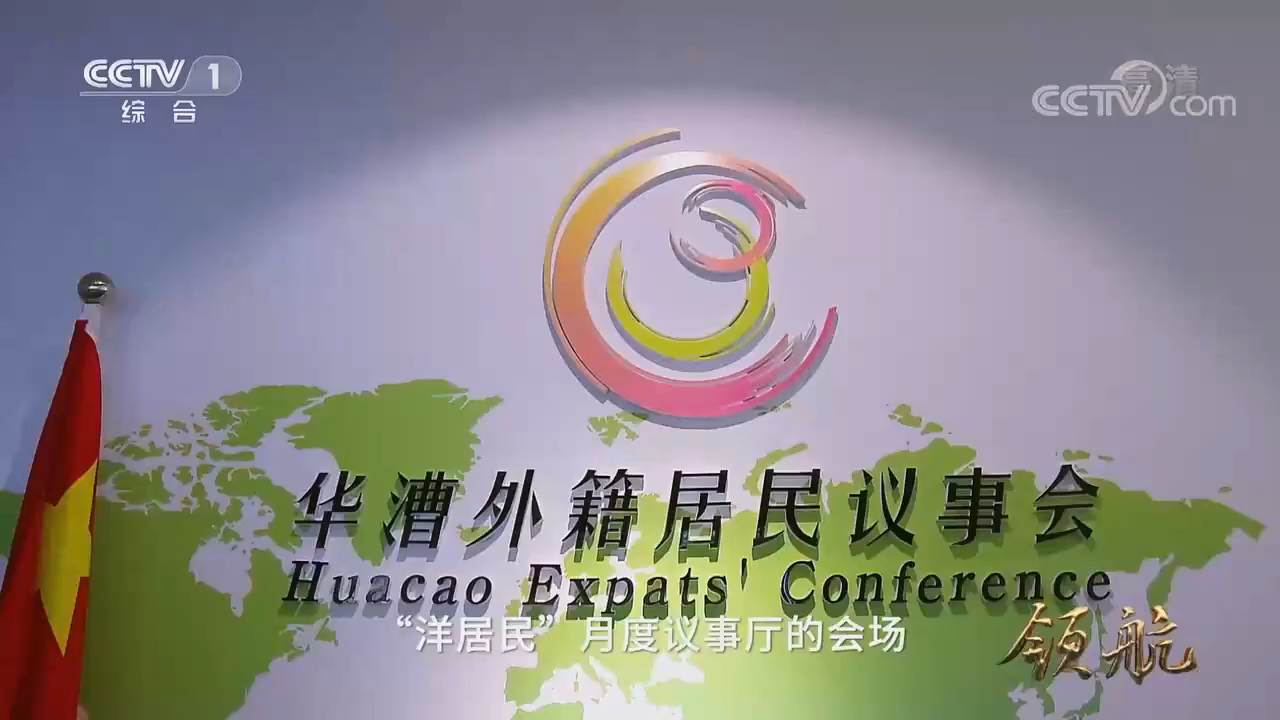 CCTV 1
综合
高清
CCTV.com
华漕外籍居民议事会
Huacao Expats' Conference
“洋居民”月度议事厅的会场
领航